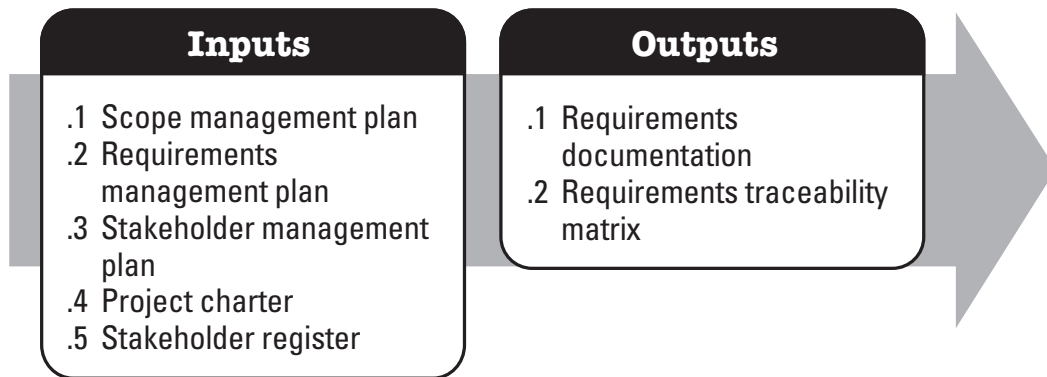 Inputs
.1 Scope management plan
.2 Requirements
management plan
.3 Stakeholder management
plan
.4 Project charter
.5 Stakeholder register
Outputs
.1 Requirements
documentation
.2 Requirements traceability
matrix